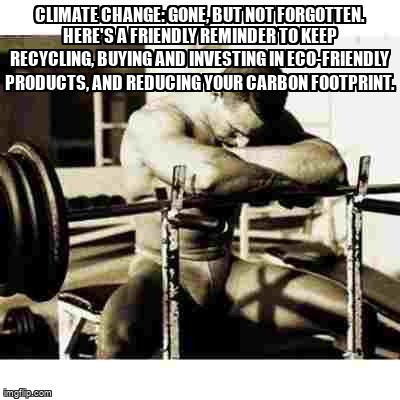 CLIMATE CHANGE: GONE, BUT NOT FORGOTTEN.
HERE'S A FRIENDLY REMINDER TO KEEP
RECYCLING, BUYING AND INVESTING IN ECO-FRIENDLY
PRODUCTS, AND REDUCING YOUR CARBON FOOTPRINT.
imgflip.com